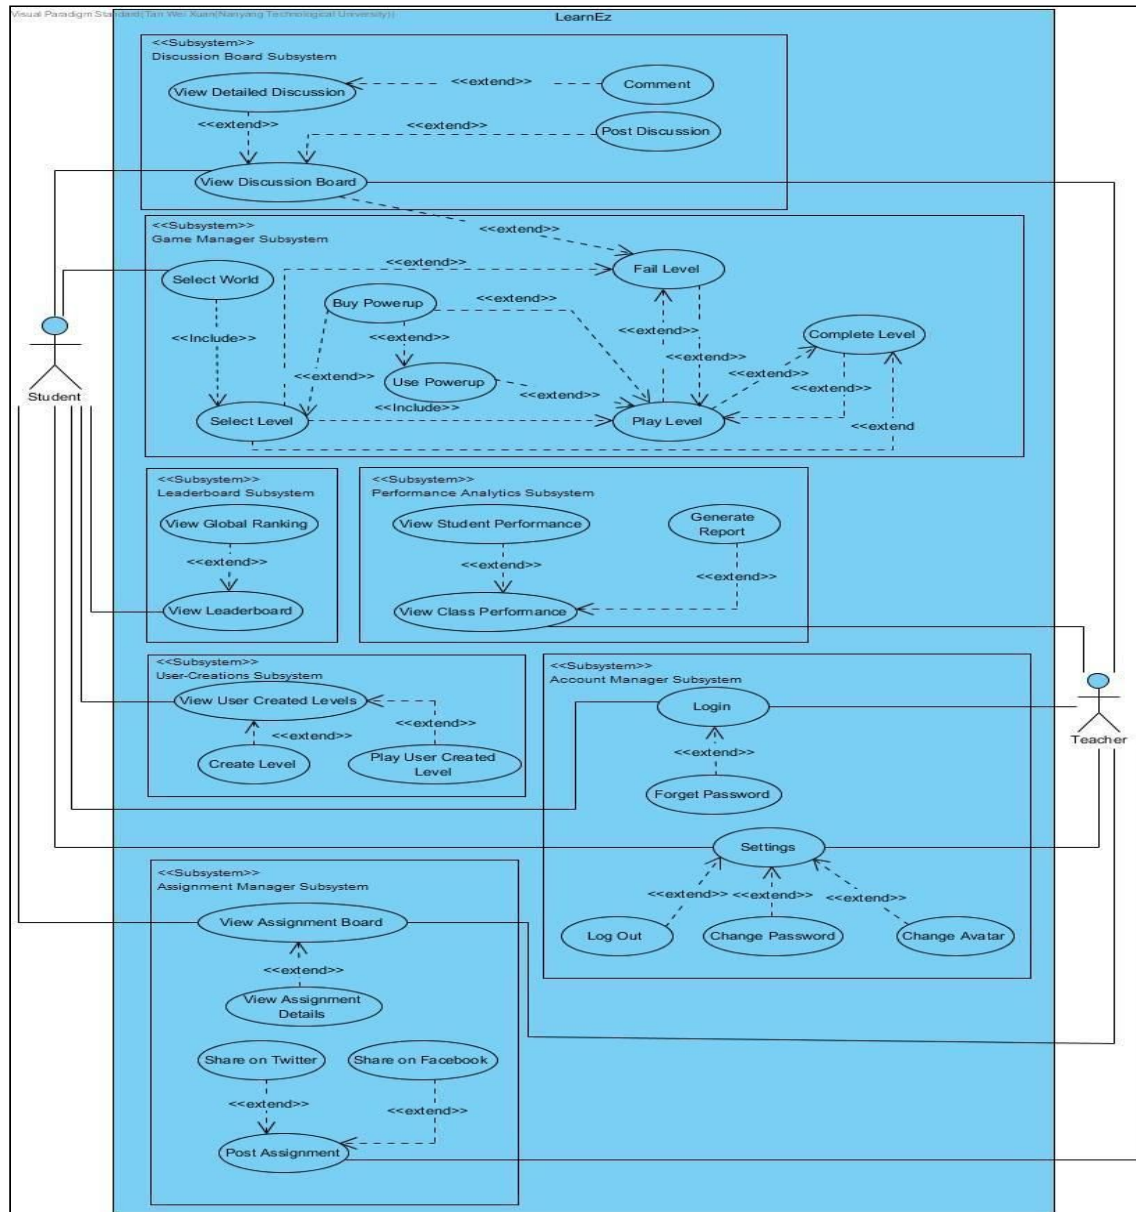 Visual Paradigm Standard(Tan Wei Xuan(Nanyang Technological University))
LearnEz
<<Subsystem>>
Discussion Board Subsystem
View Detailed Discussion
<<extend>>
Comment
<<extend>>
<<extend>>
Post Discussion
View Discussion Board
<<Subsystem>>
Game Manager Subsystem
<<extend>>
Select World
<<extend>>
Fail Level
Buy Powerup
<<extend>>
<<Include>>
<<extend>>
<<extend>>
Complete Level
<<extend>>
Use Powerup
<<extend>>
<<extend>>
<<extend>>
<<Include>>
Select Level
Play Level
<<extend
Student
<<Subsystem>>
Leaderboard Subsystem
View Global Ranking
<<extend>>
View Leaderboard
<<Subsystem>>
Performance Analytics Subsystem
View Student Performance
Generate
Report
<<extend>>
<<extend>>
View Class Performance
<<Subsystem>>
User-Creations Subsystem
View User Created Levels
<<extend>>
<<extend>>
Create Level
Play User Created
Level
<<Subsystem>>
Account Manager Subsystem
Login
<<extend>>
Forget Password
Settings
<<extend>>
<<extend>>
<<extend>>
Log Out
Change Password
Change Avatar
Teacher
<<Subsystem>>
Assignment Manager Subsystem
View Assignment Board
<<extend>>
View Assignment
Details
Share on Twitter
Share on Facebook
<<extend>>
<<extend>>
Post Assignment